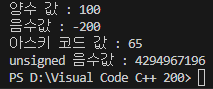 양수 값 : 100
음수값 : -200
아스키 코드 값 : 65
unsigned 음수값 : 4294967196
PS D:\Visual Code C++ 200>